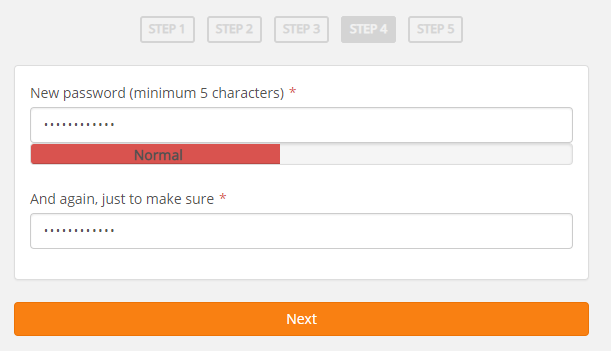 STEP 1 STEP 2 STEP 3 STEP 4 STEP 5
New password (minimum 5 characters) *
••••••••••••
Normal
And again, just to make sure *
••••••••••••
Next